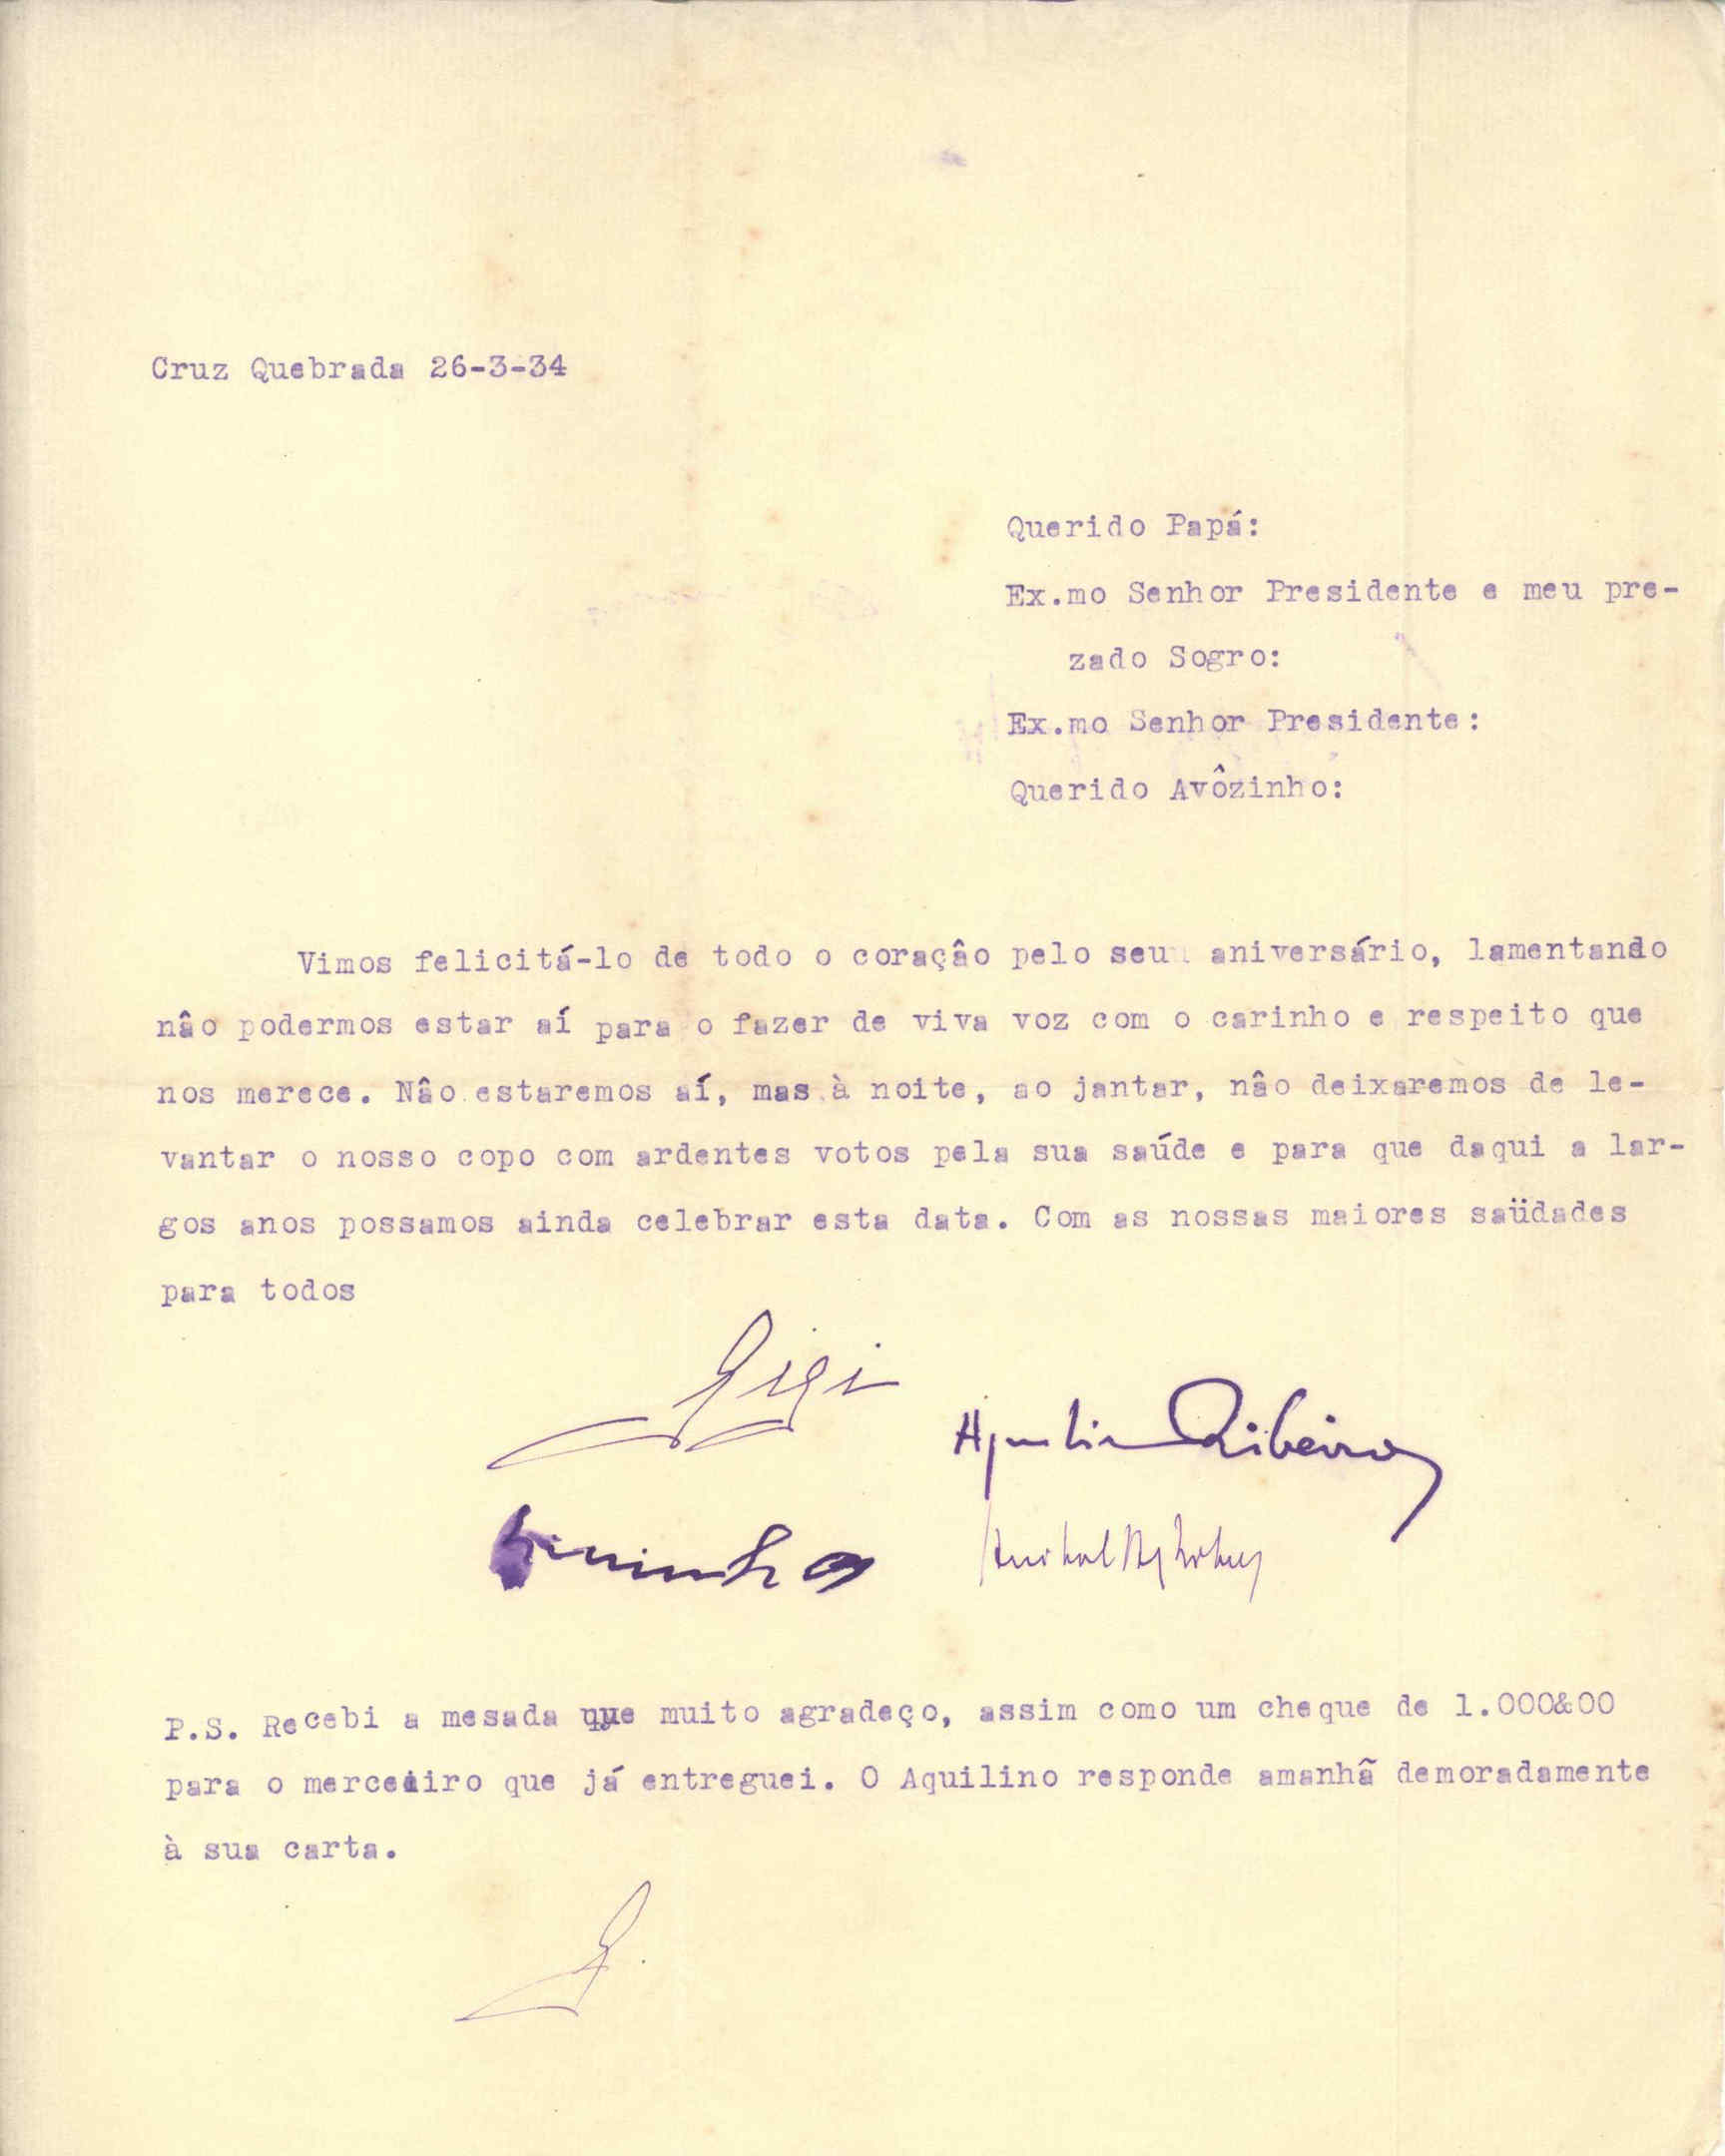 Cruz Quebrada 26-3-34
Querido Papá:
Ex.mo Senhor Presidente e meu pre-
zado Sogro:
Ex.mo Senhor Presidente:
Querido Avôzinho:
Vimos felicitá-lo de todo o coraçâo pelo seu aniversário, lamentando
nâo podermos estar aí para o fazer de viva voz com o carinho e respeito que
nos merece. Nâo estaremos aí, mas à noite, ao jantar, nâo deixaremos de le-
vantar o nosso copo com ardentes votos pela sua saúde e para que daqui a lar-
gos anos possamos ainda celebrar esta data. Com as nossas maiores saüdades
para todos
Gigi
Aquilino Ribeiro
P.S. Recebi a mesada que muito agradeço, assim como um cheque de 1.000&00
para o merceeiro que já entreguei. O Aquilino responde amanhã demoradamente
à sua carta.
G.